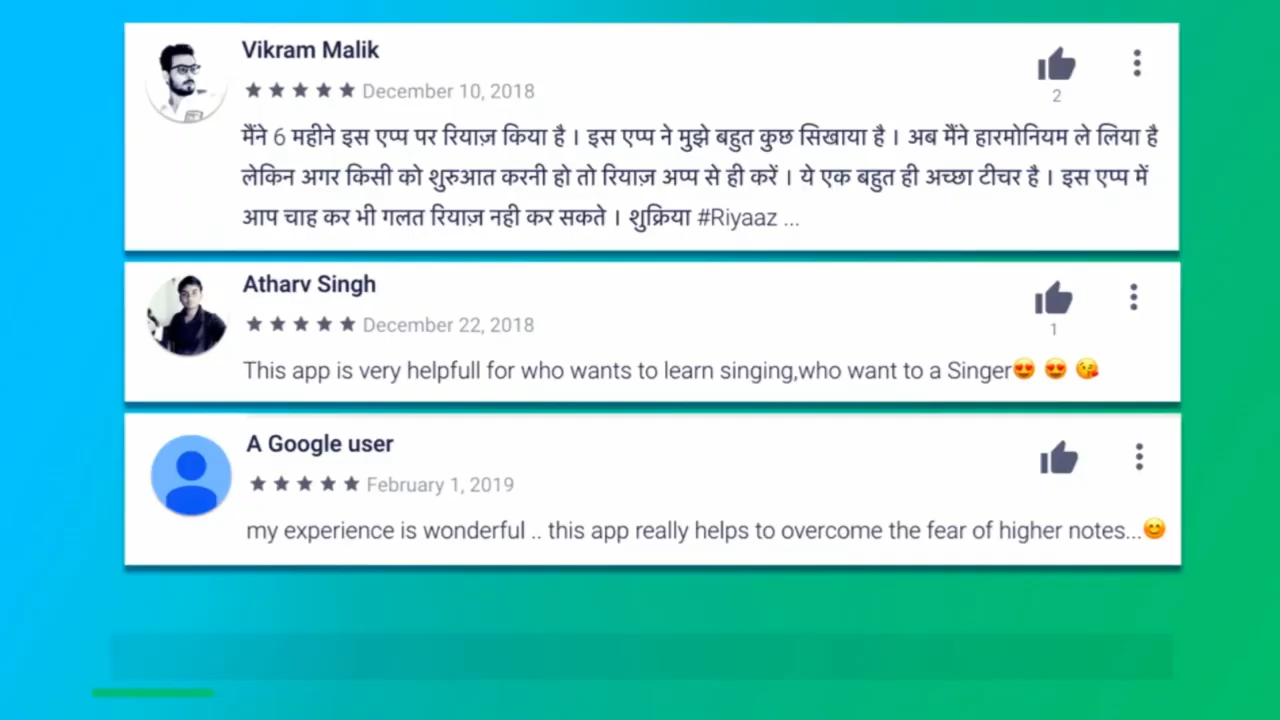 Vikram Malik
December 10, 2018
2
मैंने 6 महीने इस एप्प पर रियाज़ किया है । इस एप्प ने मुझे बहुत कुछ सिखाया है । अब मैंने हारमोनियम ले लिया है
लेकिन अगर किसी को शुरुआत करनी हो तो रियाज़ अप्प से ही करें । ये एक बहुत ही अच्छा टीचर है । इस एप्प में
आप चाह कर भी गलत रियाज़ नही कर सकते । शुक्रिया #Riyaaz ...
Atharv Singh
December 22, 2018
1
This app is very helpfull for who wants to learn singing,who want to a Singer😍 😍 😘
A Google user
February 1, 2019
my experience is wonderful .. this app really helps to overcome the fear of higher notes...😊